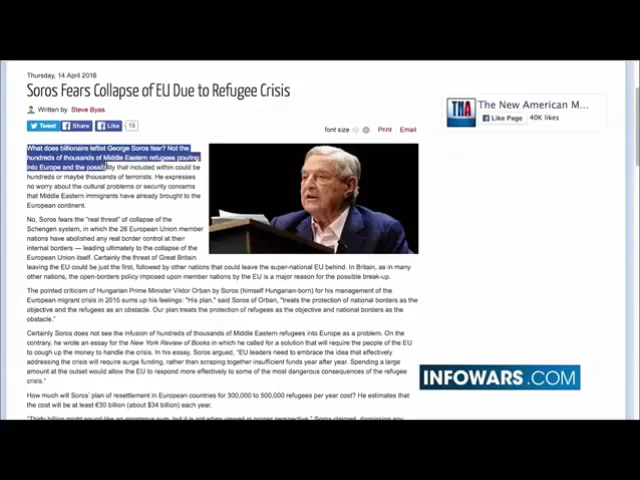 Thursday, 14 April 2016
Soros Fears Collapse of EU Due to Refugee Crisis
Written by Steve Byas
Tweet Share Like 15
font size Print Email
The New American M...
Like Page 40K likes
TNA
What does billionaire leftist George Soros fear? Not the
hundreds of thousands of Middle Eastern refugees pouring
into Europe and the possibility that included within could be
hundreds or maybe thousands of terrorists. He expresses
no worry about the cultural problems or security concerns
that Middle Eastern immigrants have already brought to the
European continent.
No, Soros fears the "real threat" of collapse of the
Schengen system, in which the 26 European Union member
nations have abolished any real border control at their
internal borders — leading ultimately to the collapse of the
European Union itself. Certainly the threat of Great Britain
leaving the EU could be just the first, followed by other nations that could leave the super-national EU behind. In Britain, as in many
other nations, the open-borders policy imposed upon member nations by the EU is a major reason for the possible break-up.
The pointed criticism of Hungarian Prime Minister Viktor Orban by Soros (himself Hungarian-born) for his management of the
European migrant crisis in 2015 sums up his feelings: "His plan," said Soros of Orban, "treats the protection of national borders as the
objective and the refugees as an obstacle. Our plan treats the protection of refugees as the objective and national borders as the
obstacle."
Certainly Soros does not see the infusion of hundreds of thousands of Middle Eastern refugees into Europe as a problem. On the
contrary, he wrote an essay for the New York Review of Books in which he called for a solution that will require the people of the EU
to cough up the money to handle the crisis. In his essay, Soros argued, "EU leaders need to embrace the idea that effectively
addressing the crisis will require surge funding, rather than scraping together insufficient funds year after year. Spending a large
amount at the outset would allow the EU to respond more effectively to some of the most dangerous consequences of the refugee
crisis."
INFOWARS.COM
How much will Soros' plan of resettlement in European countries for 300,000 to 500,000 refugees per year cost? He estimates that
the cost will be at least €30 billion (about $34 billion) each year.
"Thirty billion might sound like an enormous sum, but it is not when viewed in proper perspective," Soros claimed, dismissing any